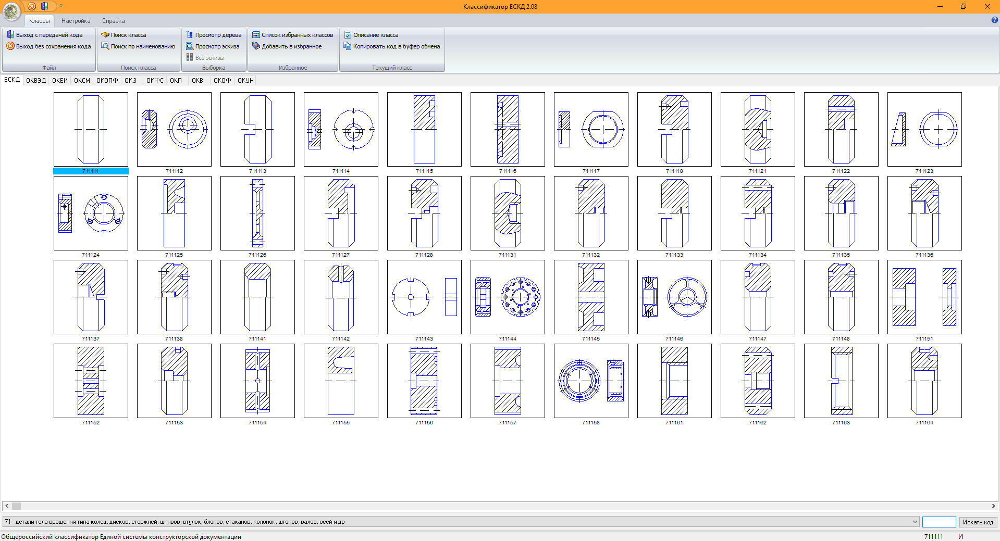 Классификатор ЕСКД 2.08
Классы Настройка Справка
Выход с передачей кода
Выход без сохранения кода
Файл
Поиск класса
Поиск по наименованию
Поиск класса
Просмотр дерева
Просмотр эскиза
Все эскизы
Выборка
Список избранных классов
Добавить в избранное
Избранное
Описание класса
Копировать код в буфер обмена
Текущий класс
ЕСКД ОКВЭД ОКЕИ ОКСМ ОКОПФ ОКЗ ОКФС ОКП ОКВ ОКОФ ОКУН
711111 711112 711113 711114 711115 711116 711117 711118 711121 711122 711123
711124 711125 711126 711127 711128 711131 711132 711133 711134 711135 711136
711137 711138 711141 711142 711143 711144 711145 711146 711147 711148 711151
711152 711153 711154 711155 711156 711157 711158 711161 711162 711163 711164
71 - детали-тела вращения типа колец, дисков, стержней, шкивов, втулок, блоков, стаканов, колонок, штоков, валов, осей и др
Искать код
Общероссийский классификатор Единой системы конструкторской документации
711111 И